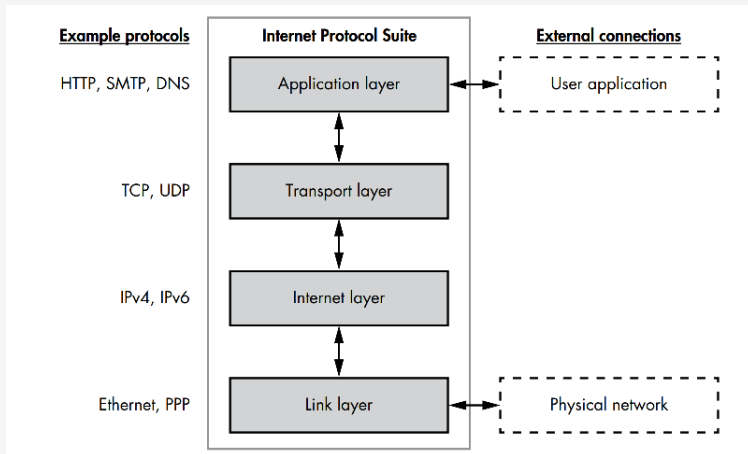 Example protocols
Internet Protocol Suite
External connections
HTTP, SMTP, DNS
Application layer
User application
TCP, UDP
Transport layer
IPv4, IPv6
Internet layer
Ethernet, PPP
Link layer
Physical network